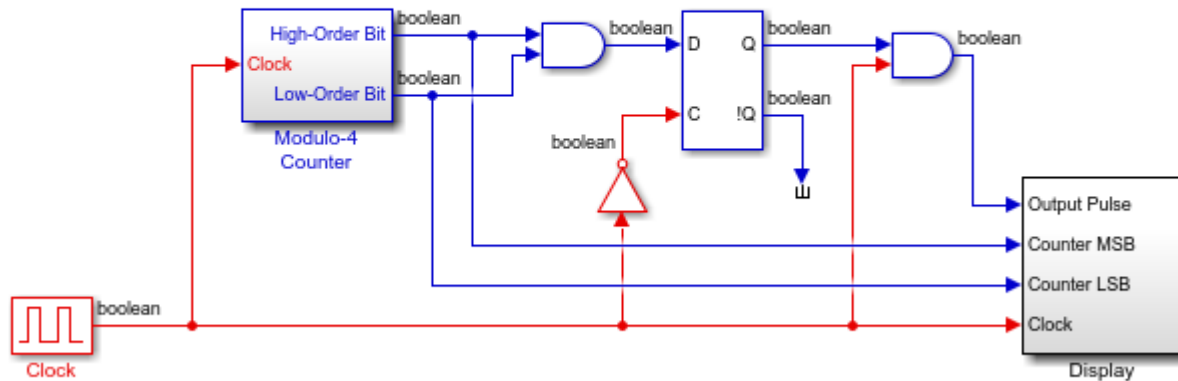 boolean
boolean
boolean
boolean
boolean
High-Order Bit
Clock
Low-Order Bit
D
Q
C
!Q
boolean
boolean
Modulo-4
Counter
boolean
Output Pulse
Counter MSB
Counter LSB
Clock
boolean
Clock
Display